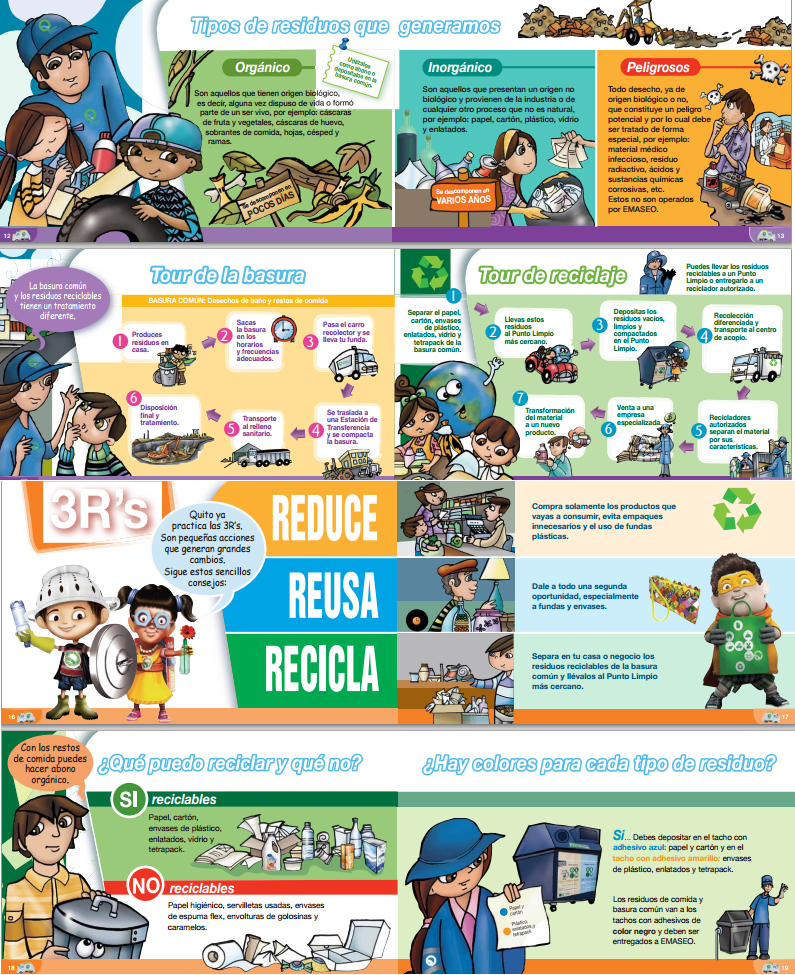 Tipos de residuos que generamos
Orgánico
Utilízalos
como abono o
deposítalos en la
basura común.
Son aquellos que tienen origen biológico,
es decir, alguna vez dispuso de vida o formó
parte de un ser vivo, por ejemplo: cáscaras
de fruta y vegetales, cáscaras de huevo,
sobrantes de comida, hojas, césped y
ramas.
Se descomponen en
POCOS DÍAS
12
Inorgánico
Son aquellos que presentan un origen no
biológico y provienen de la industria o de
cualquier otro proceso que no es natural,
por ejemplo: papel, cartón, plástico, vidrio
y enlatados.
Se descomponen en
VARIOS AÑOS
Peligrosos
Todo desecho, ya de
origen biológico o no,
que constituye un peligro
potencial y por lo cual debe
ser tratado de forma
especial, por ejemplo:
material médico
infeccioso, residuo
radiactivo, ácidos y
sustancias químicas
corrosivas, etc.
Estos no son operados
por EMASEO.
13
La basura común
y los residuos reciclables
tienen un tratamiento
diferente.
Tour de la basura
BASURA COMÚN: Desechos de baño y restos de comida
1
Produces
residuos en
casa.
2
Sacas
la basura
en los
horarios
y frecuencias
adecuados.
3
Pasa el carro
recolector y se
lleva tu funda.
4
Se traslada a
una Estación de
Transferencia
y se compacta
la basura.
5
Transporte
al relleno
sanitario.
6
Disposición
final y
tratamiento.
Tour de reciclaje
Puedes llevar los residuos
reciclables a un Punto
Limpio o entregarlo a un
reciclador autorizado.
1
Separar el papel,
cartón, envases
de plástico,
enlatados, vidrio y
tetrapack de la
basura común.
2
Llevas estos
residuos
al Punto Limpio
más cercano.
3
Depositas los
residuos vacíos,
limpios y
compactados
en el Punto
Limpio.
4
Recolección
diferenciada y
transporte al centro
de acopio.
5
Recicladores
autorizados
separan el material
por sus
características.
6
Venta a una
empresa
especializada.
7
Transformación
del material
a un nuevo
producto.
3R's
Quito ya
practica las 3R's,
Son pequeñas acciones
que generan grandes
cambios.
Sigue estos sencillos
consejos:
REDUCE
REUSA
RECICLA
16
Compra solamente los productos que
vayas a consumir, evita empaques
innecesarios y el uso de fundas
plásticas.
Dale a todo una segunda
oportunidad, especialmente
a fundas y envases.
Separa en tu casa o negocio los
residuos reciclables de la basura
común y llévalos al Punto Limpio
más cercano.
17
Con los restos
de comida puedes
hacer abono
orgánico.
¿Qué puedo reciclar y qué no?
SI reciclables
Papel, cartón,
envases de plástico,
enlatados, vidrio y
tetrapack.
NO reciclables
Papel higiénico, servilletas usadas, envases
de espuma flex, envolturas de golosinas y
caramelos.
18
¿Hay colores para cada tipo de residuo?
Papel y
cartón
Plástico,
enlatados y
tetrapack
Si... Debes depositar en el tacho con
adhesivo azul: papel y cartón y en el
tacho con adhesivo amarillo: envases
de plástico, enlatados y tetrapack.
Los residuos de comida y
basura común van a los
tachos con adhesivos de
color negro y deben ser
entregados a EMASEO.
19